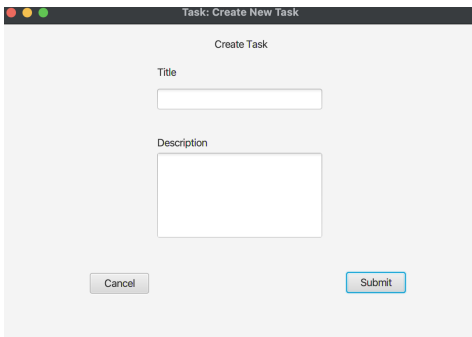 Task: Create New Task
Create Task
Title
Description
Cancel
Submit